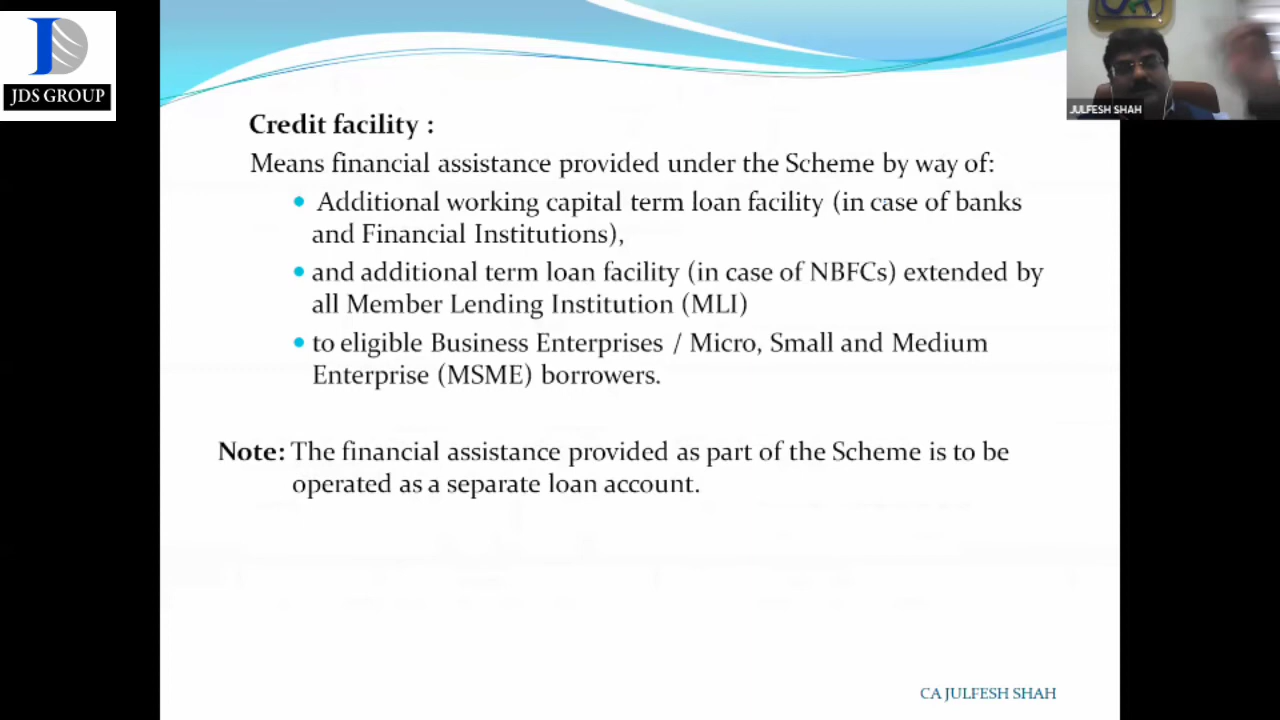 JDS GROUP
JULFESH SHAH
Credit facility :
Means financial assistance provided under the Scheme by way of:
• Additional working capital term loan facility (in case of banks
and Financial Institutions),
• and additional term loan facility (in case of NBFCs) extended by
all Member Lending Institution (MLI)
• to eligible Business Enterprises / Micro, Small and Medium
Enterprise (MSME) borrowers.
Note: The financial assistance provided as part of the Scheme is to be
operated as a separate loan account.
CA JULFESH SHAH